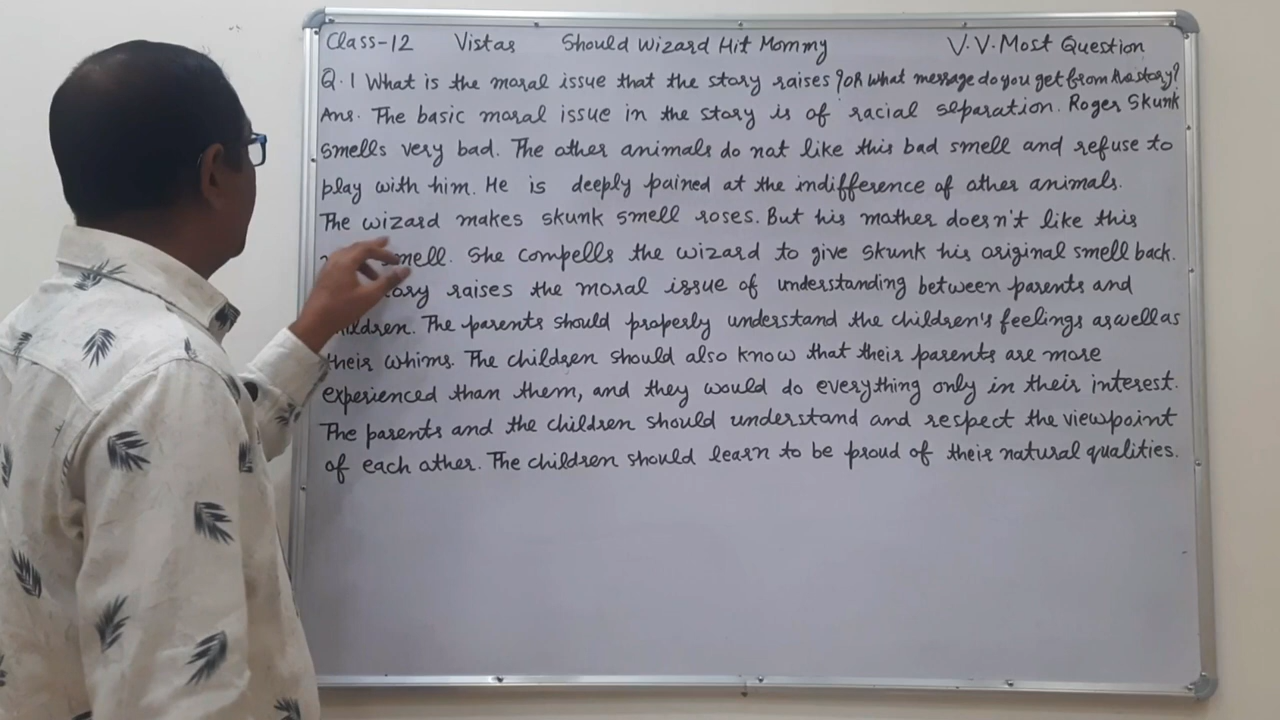 Class-12 Vistas Should Wizard Hit Mommy V.V.Most Question
Q.1 What is the moral issue that the story raises? OR What message do you get from the story?
Ans. The basic moral issue in the story is of racial separation. Roger Skunk
smells very bad. The other animals do not like this bad smell and refuse to
play with him. He is deeply pained at the indifference of other animals.
The wizard makes skunk smell roses. But his mother doesn't like this
smell. She compells the wizard to give skunk his original smell back.
raises the moral issue of understanding between parents and
children. The parents should properly understand the children's feelings as well as
their whims. The children should also know that their parents are more
experienced than them, and they would do everything only in their interest.
The parents and the children should understand and respect the viewpoint
of each other. The children should learn to be proud of their natural qualities.